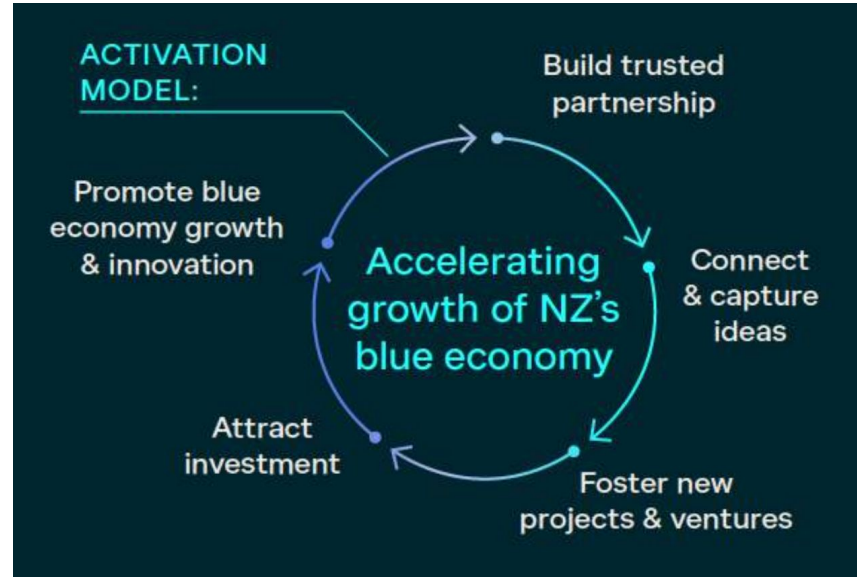 ACTIVATION
MODEL:
Build trusted
partnership
Connect
& capture
ideas
Foster new
projects & ventures
Attract
investment
Promote blue
economy growth
& innovation
Accelerating
growth of NZ’s
blue economy